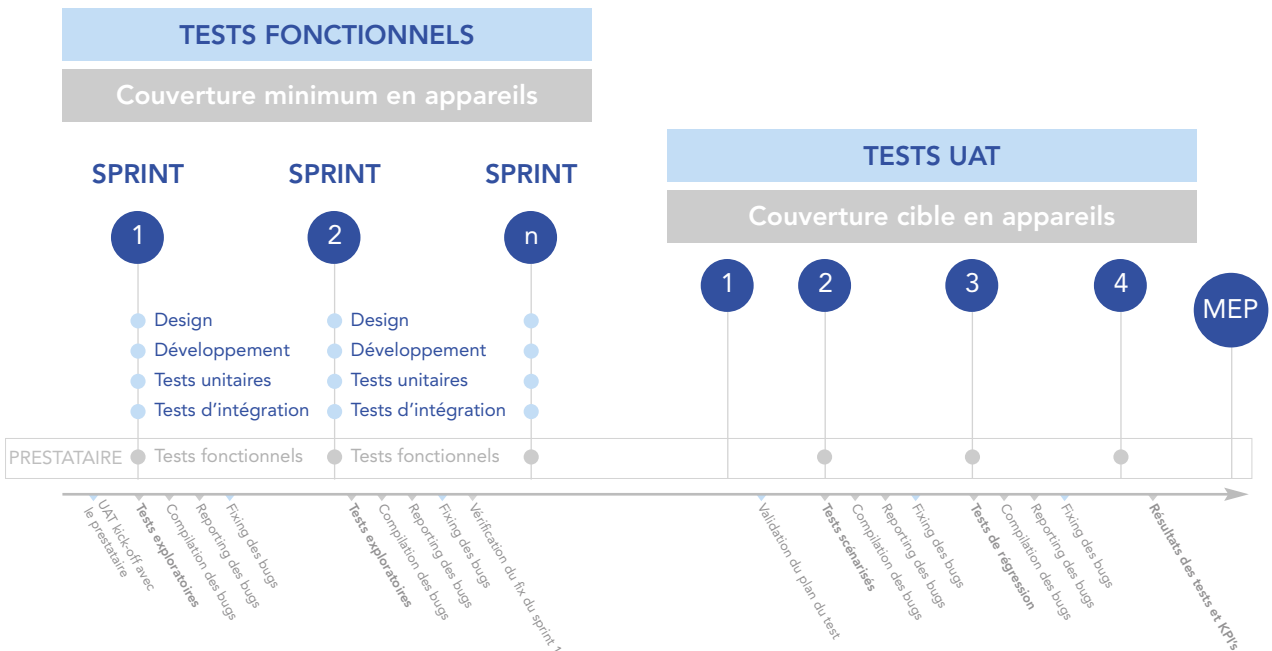 TESTS FONCTIONNELS
Couverture minimum en appareils
SPRINT
SPRINT
SPRINT
1
2
n
Design
Développement
Tests unitaires
Tests d’intégration
Design
Développement
Tests unitaires
Tests d’intégration
TESTS UAT
Couverture cible en appareils
1
2
3
4
MEP
PRESTATAIRE
Tests fonctionnels
Tests fonctionnels
UAT kick-off avec
le prestataire
Tests exploratoires
Compilation des bugs
Reporting des bugs
Fixing des bugs
Tests exploratoires
Compilation des bugs
Reporting des bugs
Fixing des bugs
Vérification du fix du sprint 1
Validation du plan du test
Tests scénarisés
Compilation des bugs
Reporting des bugs
Fixing des bugs
Tests de régression
Compilation des bugs
Reporting des bugs
Fixing des bugs
Résultats des tests et KPI's